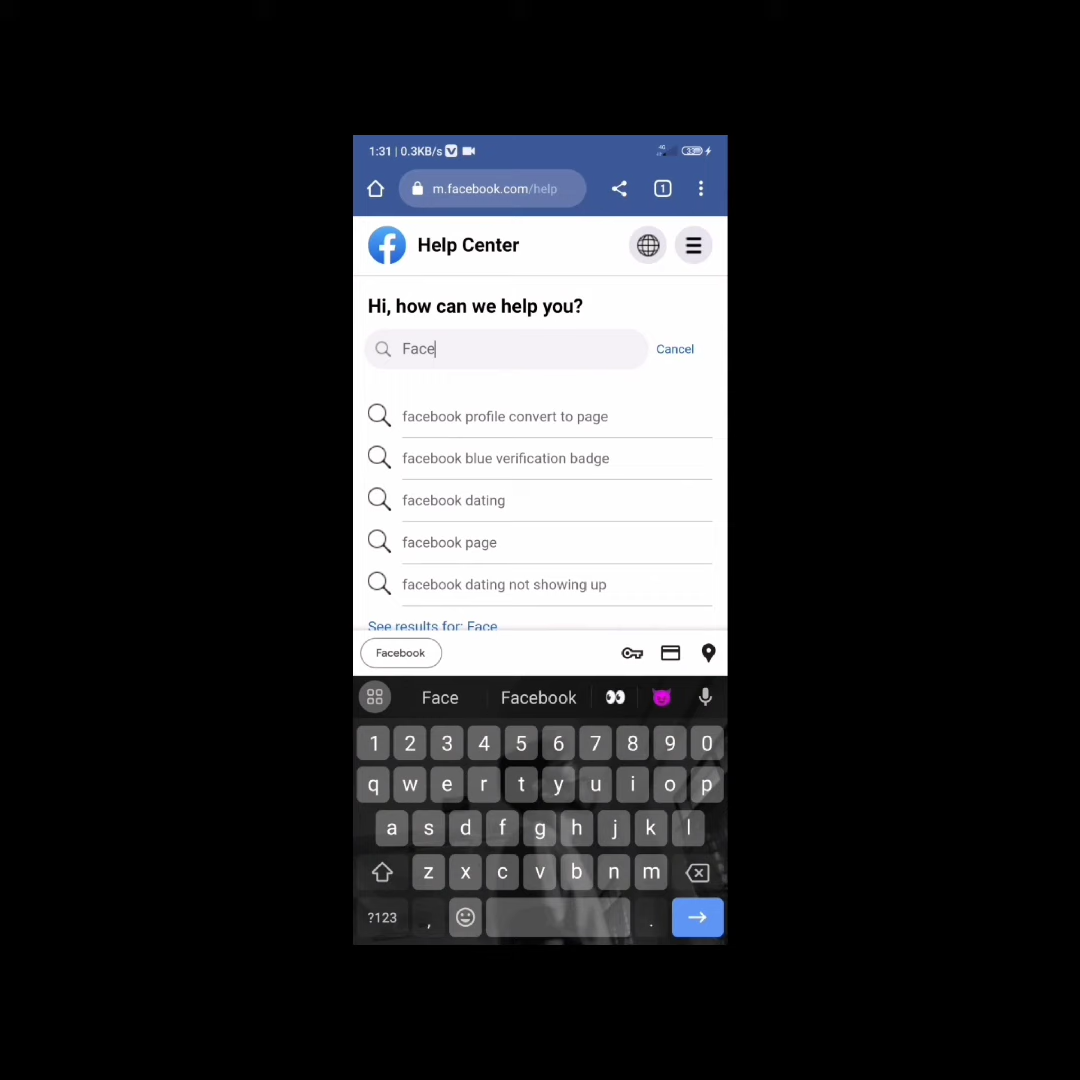 1:31 | 0.3KB/s
4G 33
m.facebook.com/help
1
Help Center
Hi, how can we help you?
Face
Cancel
facebook profile convert to page
facebook blue verification badge
facebook dating
facebook page
facebook dating not showing up
See results for: Face
Facebook
Face Facebook
1 2 3 4 5 6 7 8 9 0
q w e r t y u i o p
a s d f g h j k l
z x c v b n m
?123 , .